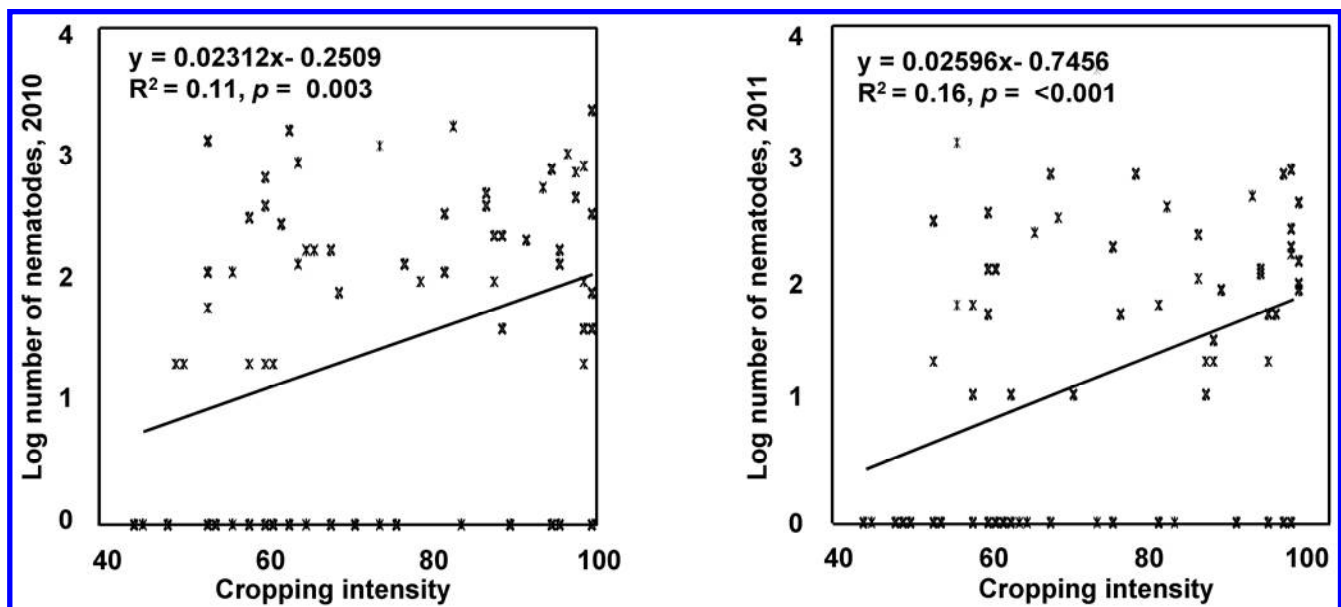 4
y = 0.02312x- 0.2509
R² = 0.11, p = 0.003
3
2
1
0
40 60 80 100
Cropping intensity
Log number of nematodes, 2010
4
y = 0.02596x- 0.7456
R² = 0.16, p = <0.001
3
2
1
0
40 60 80 100
Cropping intensity
Log number of nematodes, 2011